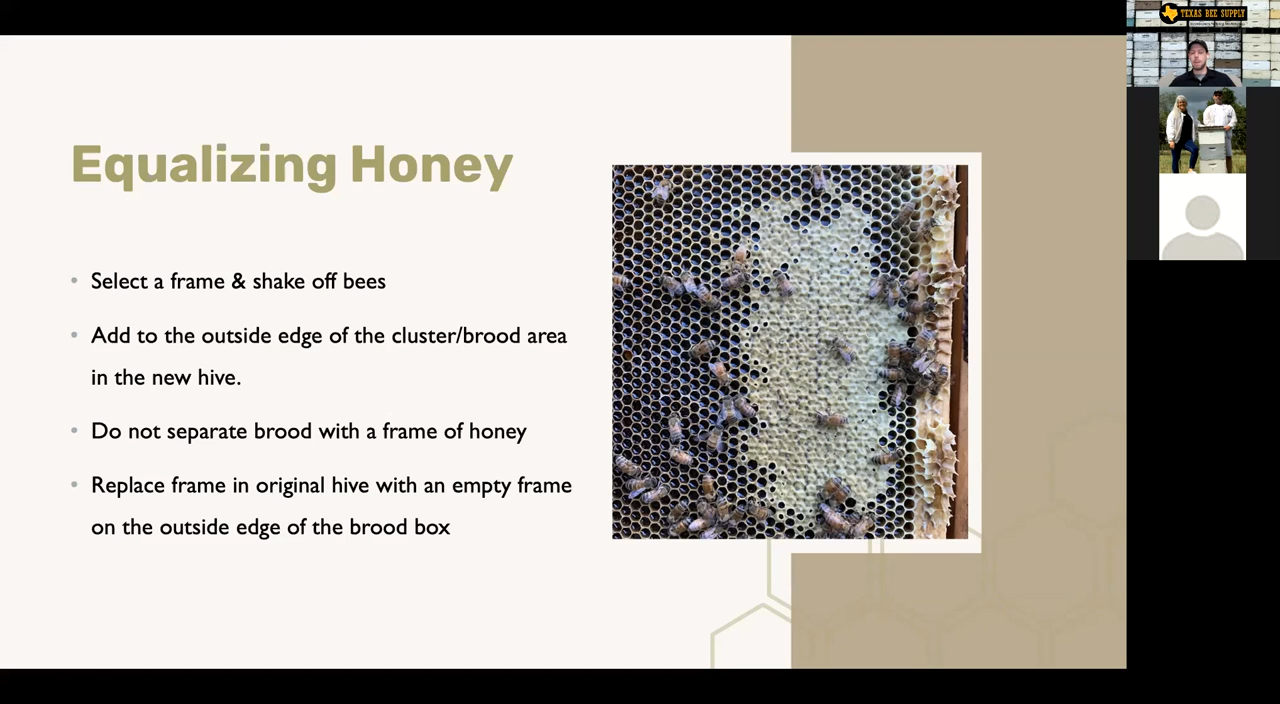 TEXAS BEE SUPPLY
Equalizing Honey
• Select a frame & shake off bees
• Add to the outside edge of the cluster/brood area
in the new hive.
• Do not separate brood with a frame of honey
• Replace frame in original hive with an empty frame
on the outside edge of the brood box